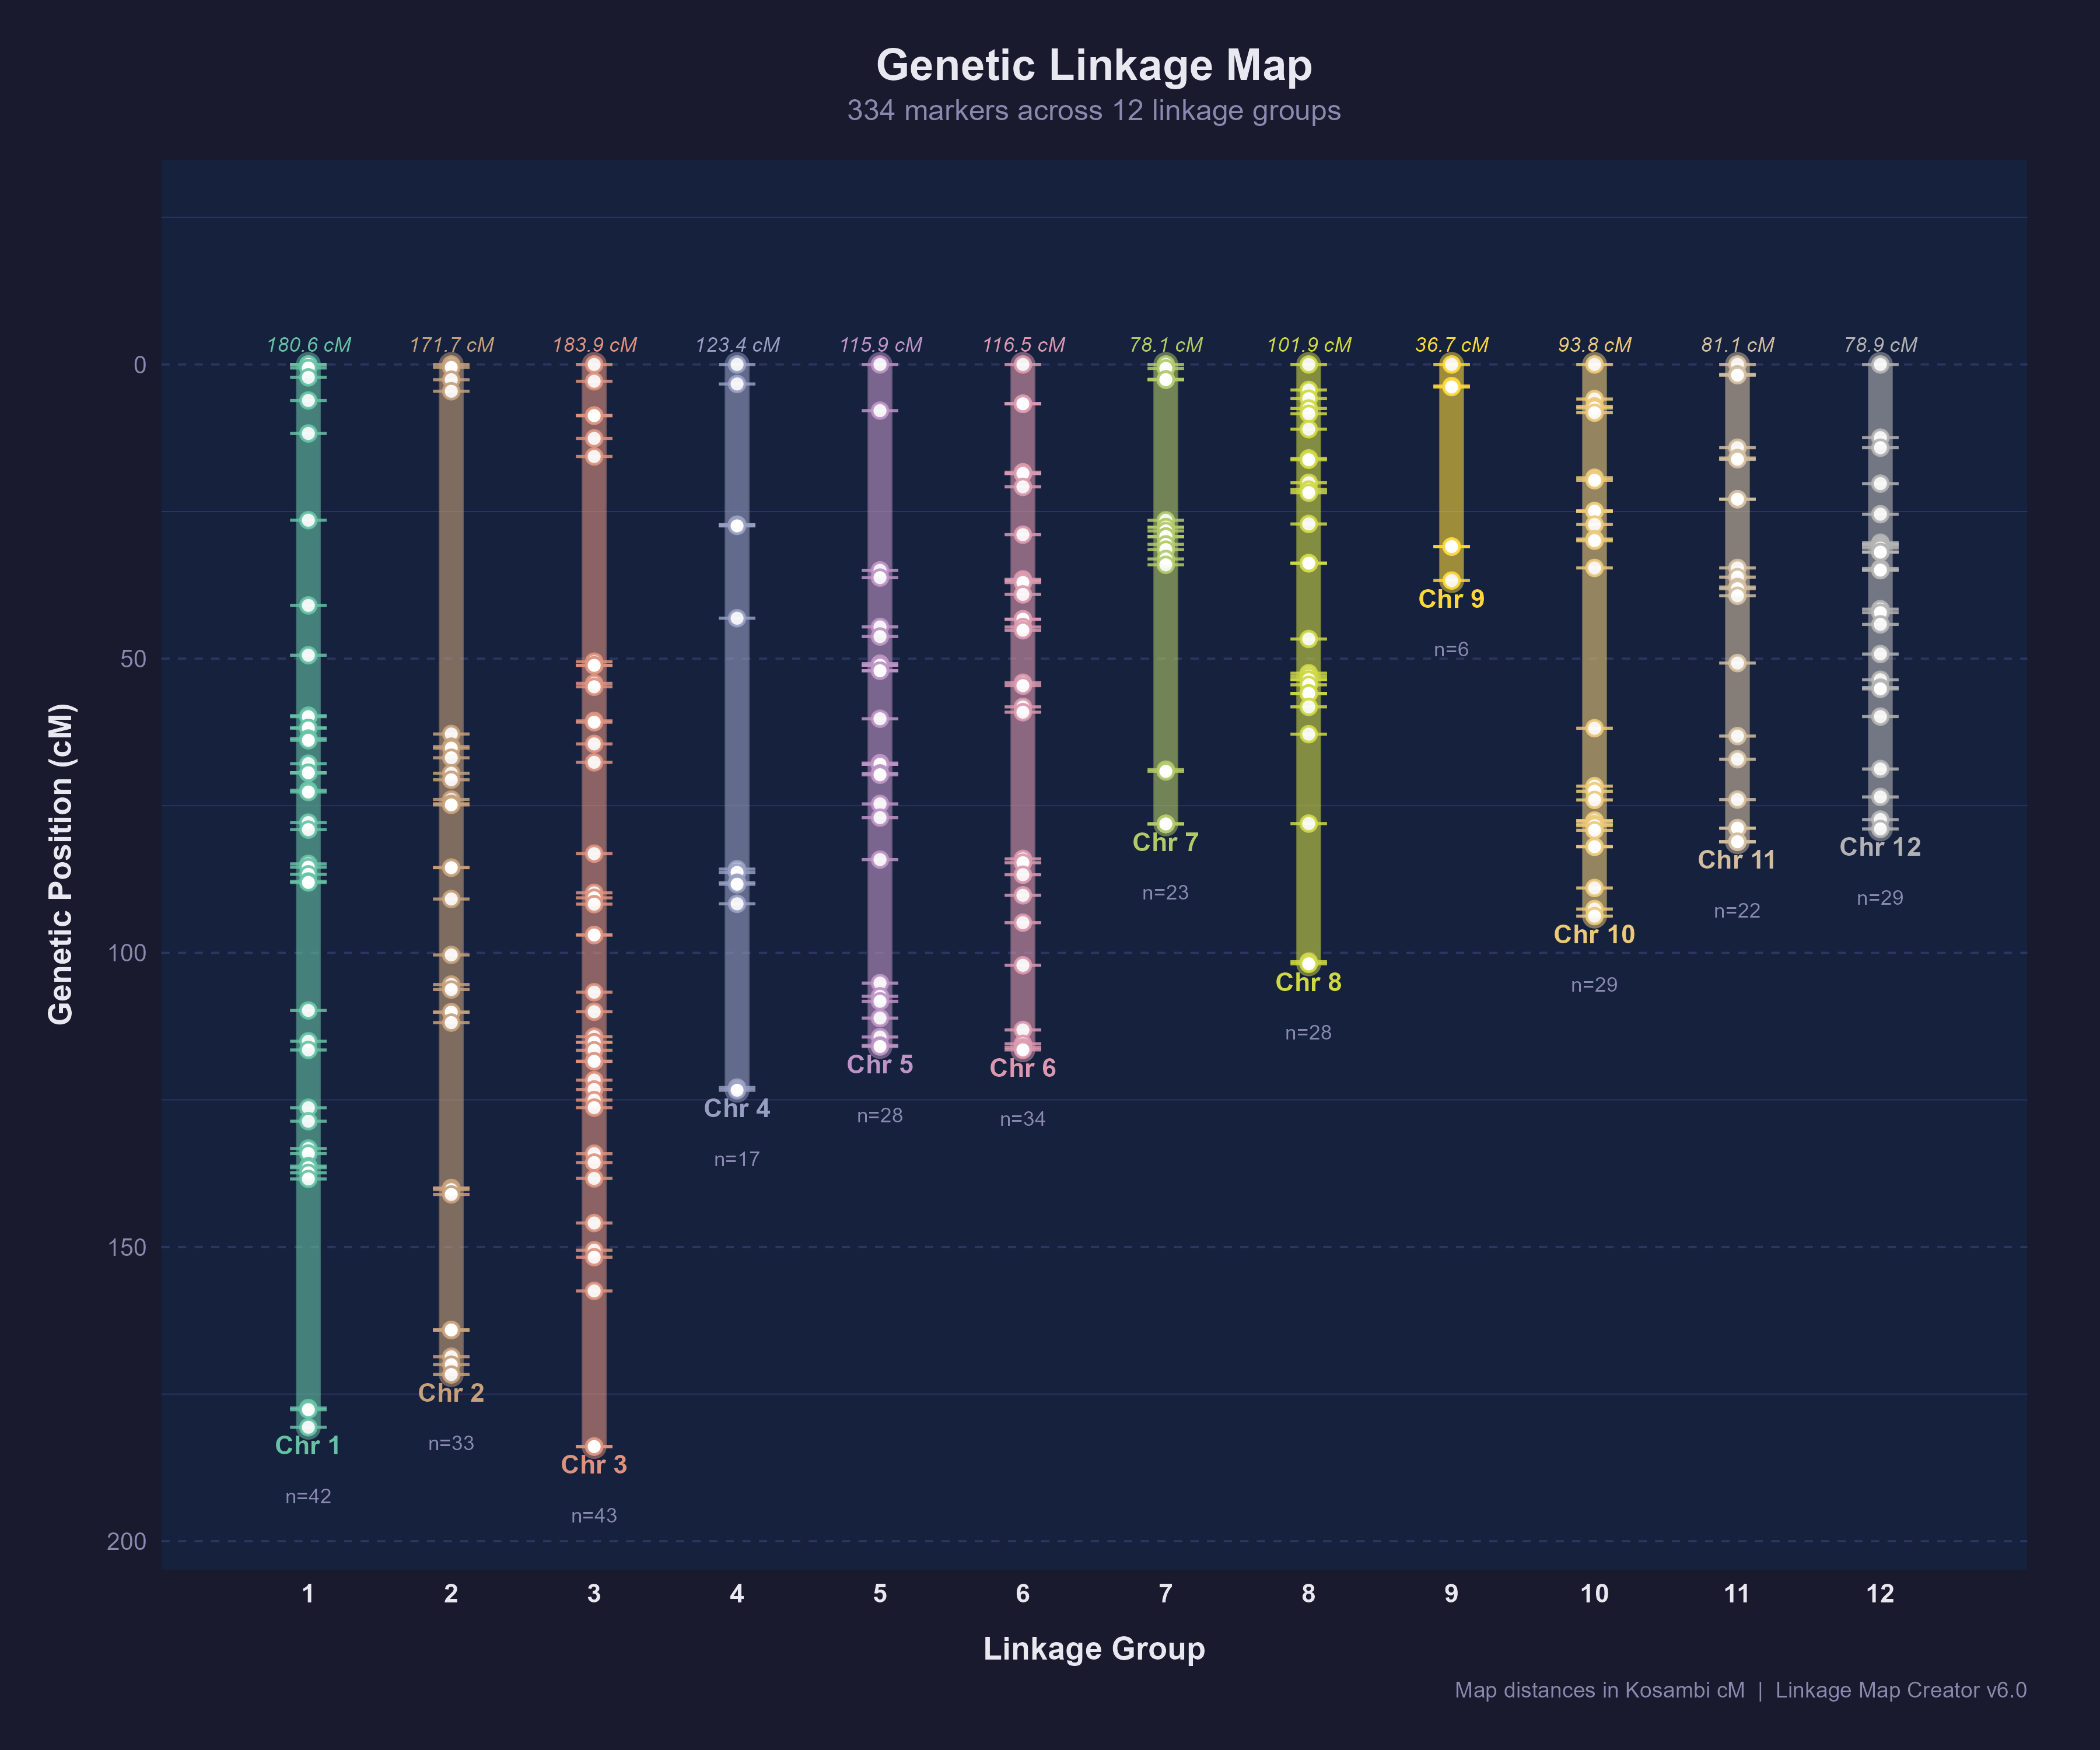 Genetic Linkage Map
334 markers across 12 linkage groups
180.6 cM 171.7 cM 183.9 cM 123.4 cM 115.9 cM 116.5 cM 78.1 cM 101.9 cM 36.7 cM 93.8 cM 81.1 cM 78.9 cM
0
50
100
150
200
Genetic Position (cM)
Chr 1
n=42
Chr 2
n=33
Chr 3
n=43
Chr 4
n=17
Chr 5
n=28
Chr 6
n=34
Chr 7
n=23
Chr 8
n=28
Chr 9
n=6
Chr 10
n=29
Chr 11
n=22
Chr 12
n=29
1 2 3 4 5 6 7 8 9 10 11 12
Linkage Group
Map distances in Kosambi cM | Linkage Map Creator v6.0